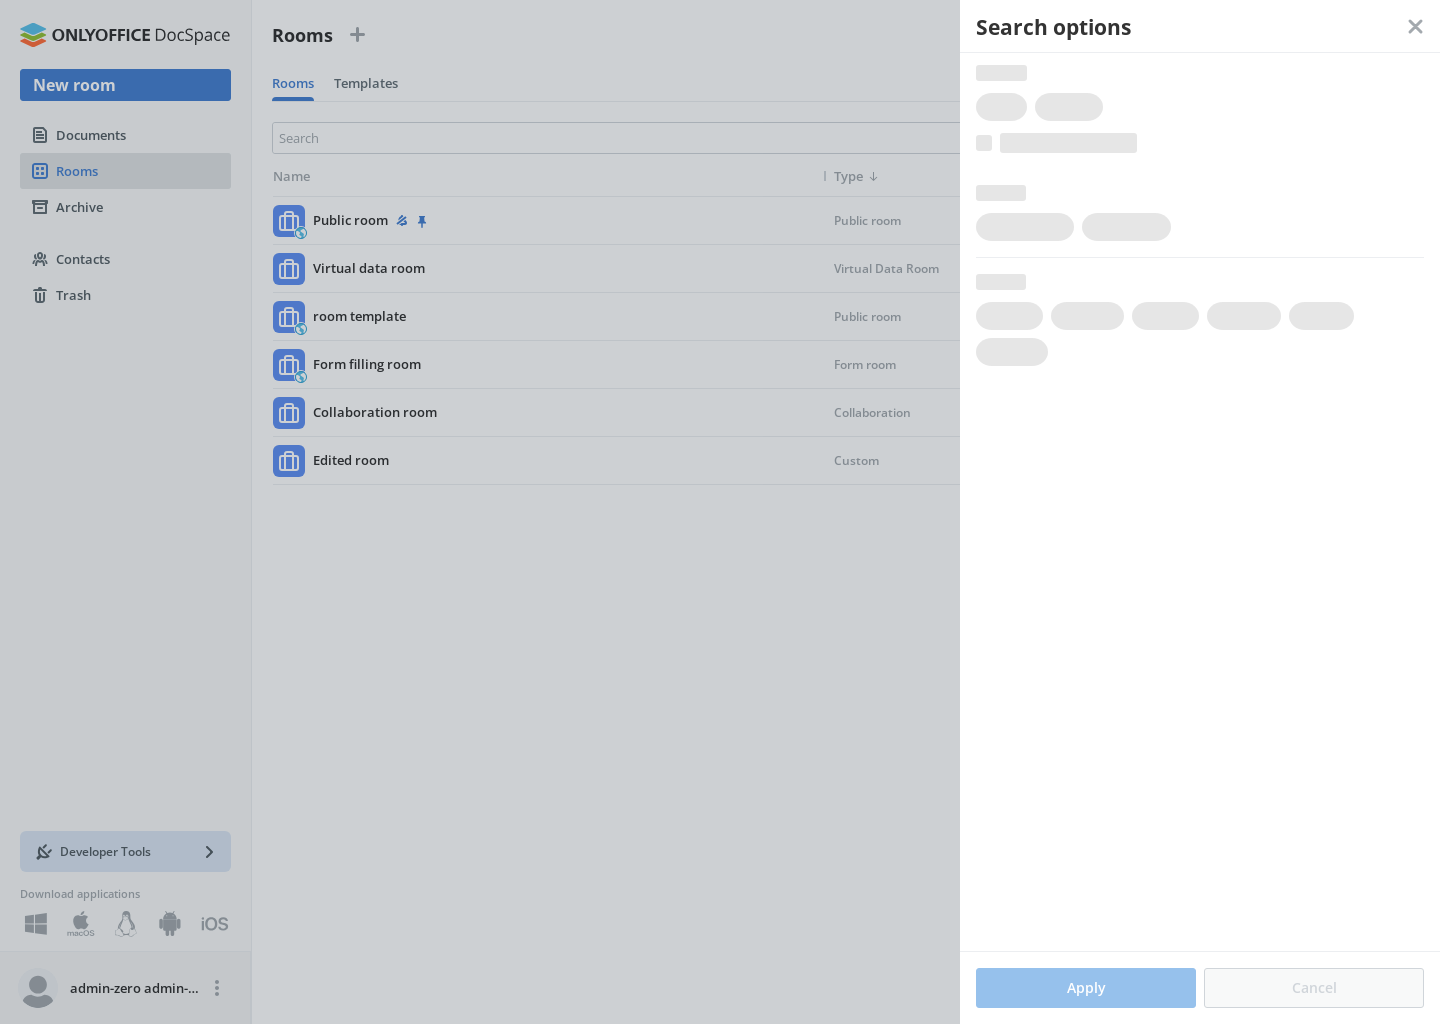 ONLYOFFICE DocSpace
New room
Documents
Rooms
Archive
Contacts
Trash
Developer Tools
Download applications
macOS
iOS
admin-zero admin-...
Rooms
Rooms Templates
Search
Name Type
Public room Public room
Virtual data room Virtual Data Room
room template Public room
Form filling room Form room
Collaboration room Collaboration
Edited room Custom
Search options
Apply Cancel